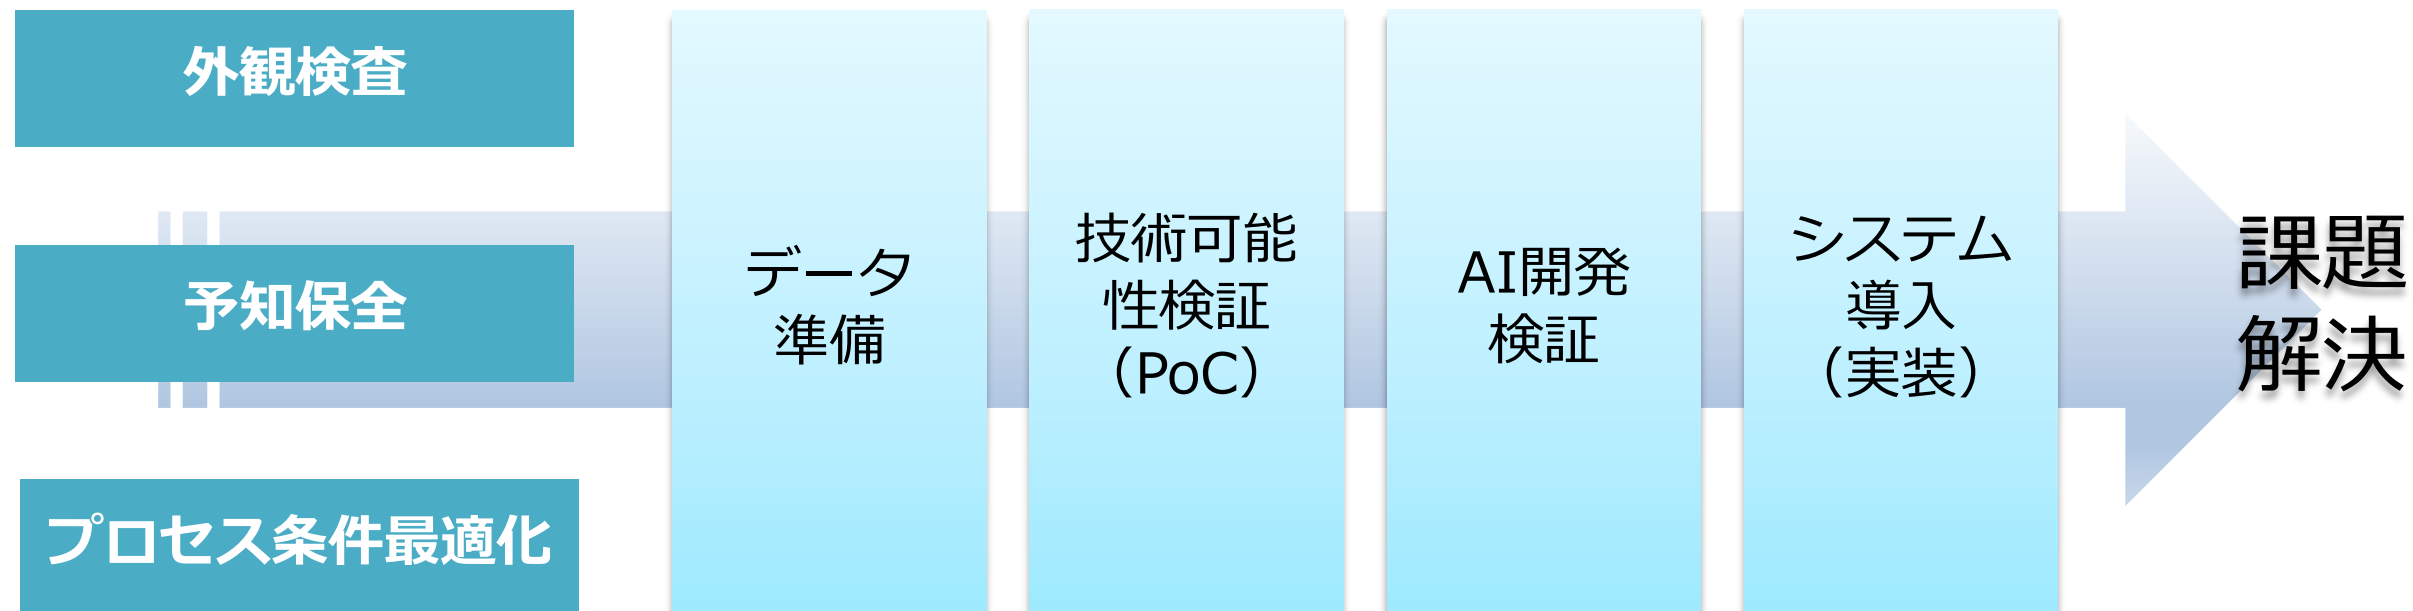 外観検査
予知保全
プロセス条件最適化
データ
準備
技術可能
性検証
（PoC）
AI開発
検証
システム
導入
（実装）
課題
解決